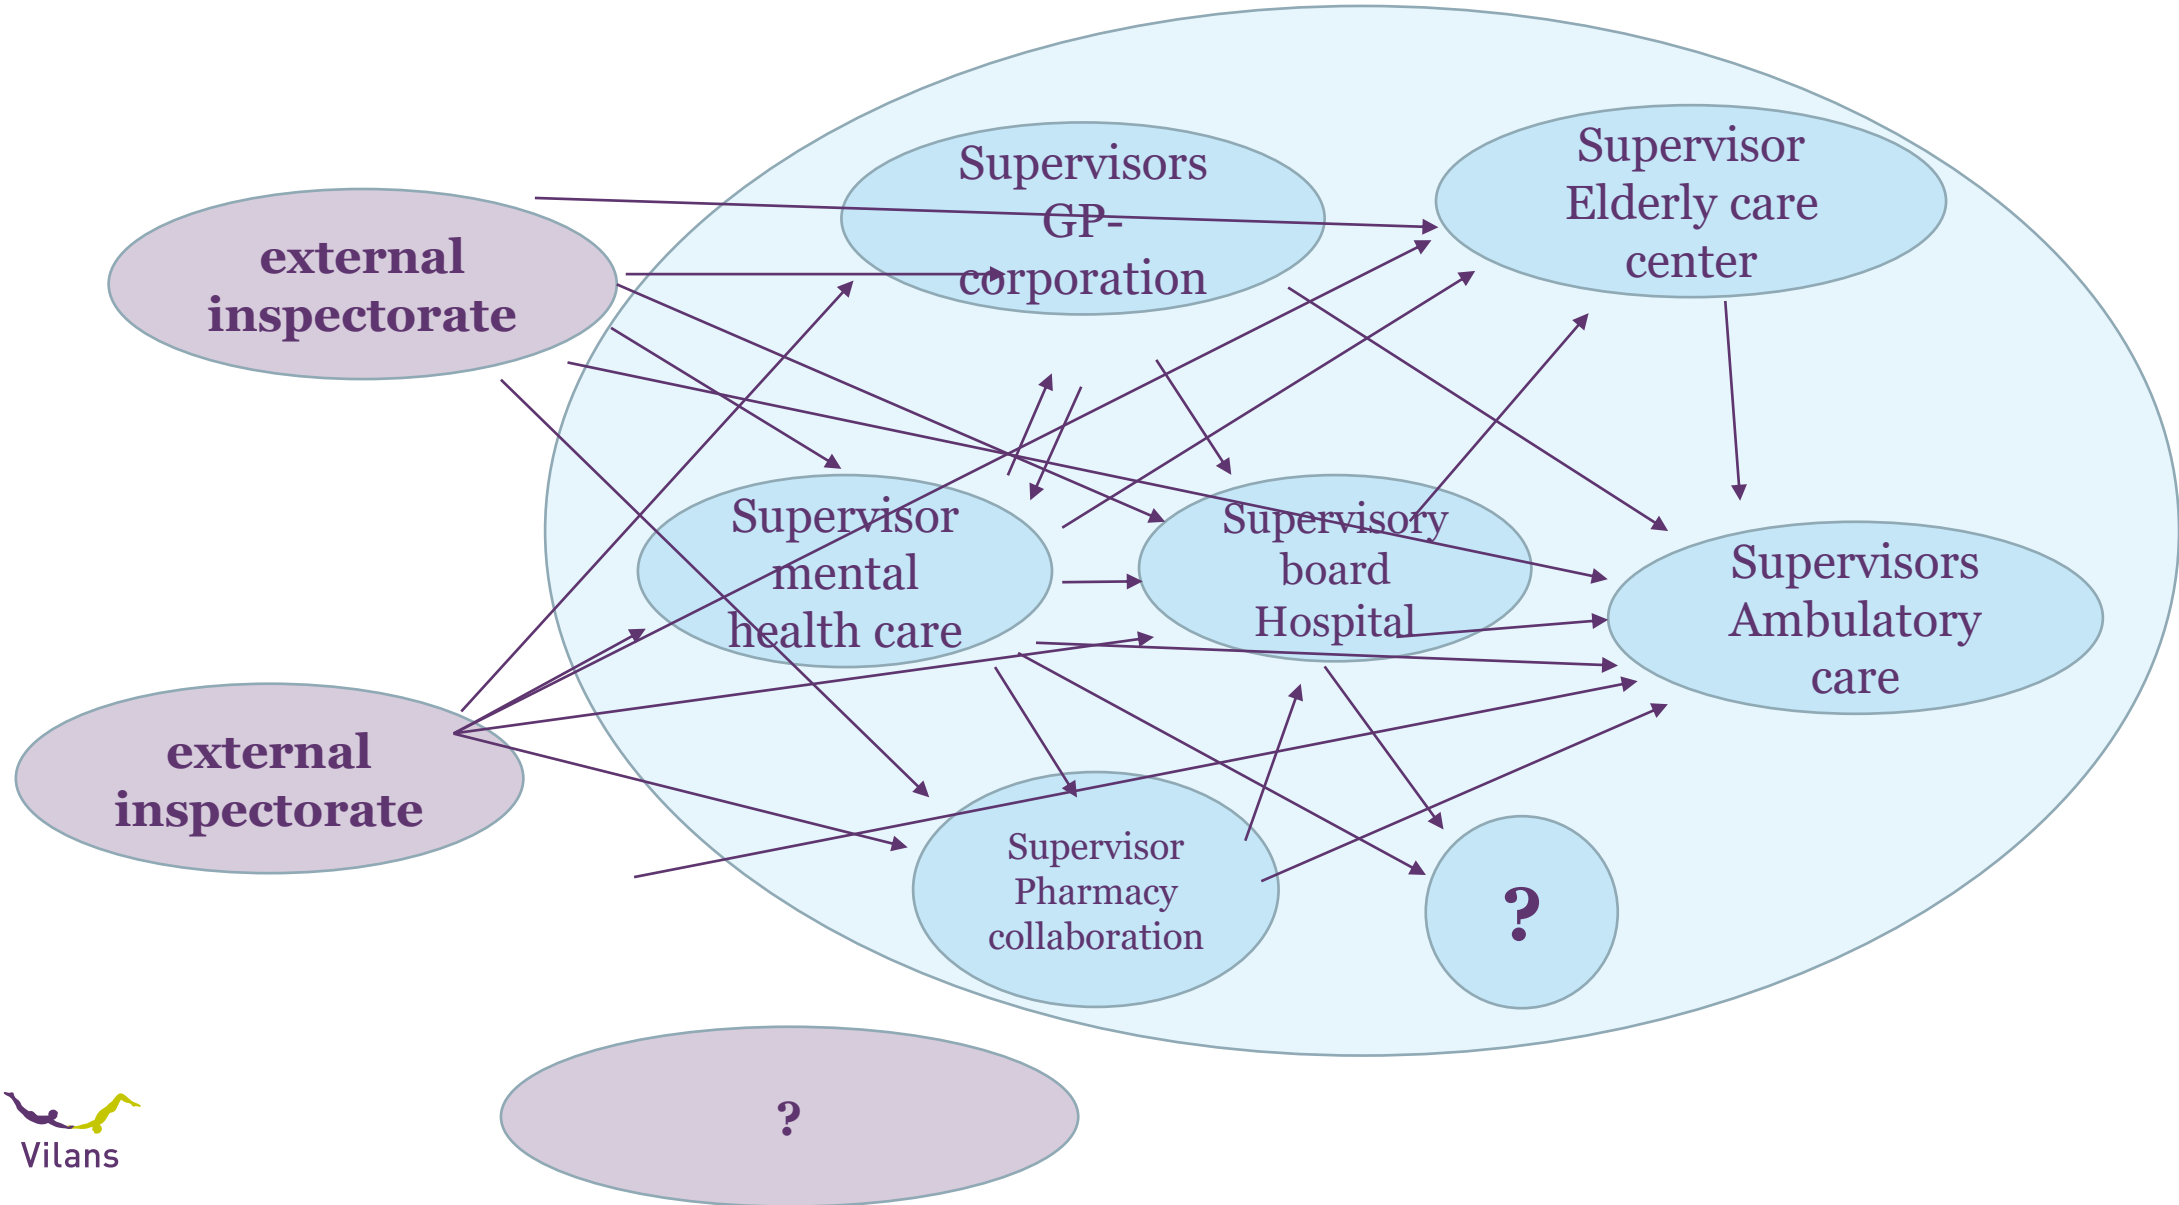 Supervisors
GP-
corporation
Supervisor
Elderly care
center
external
inspectorate
Supervisor
mental
health care
Supervisory
board
Hospital
Supervisors
Ambulatory
care
external
inspectorate
Supervisor
Pharmacy
collaboration
?
?
Vilans